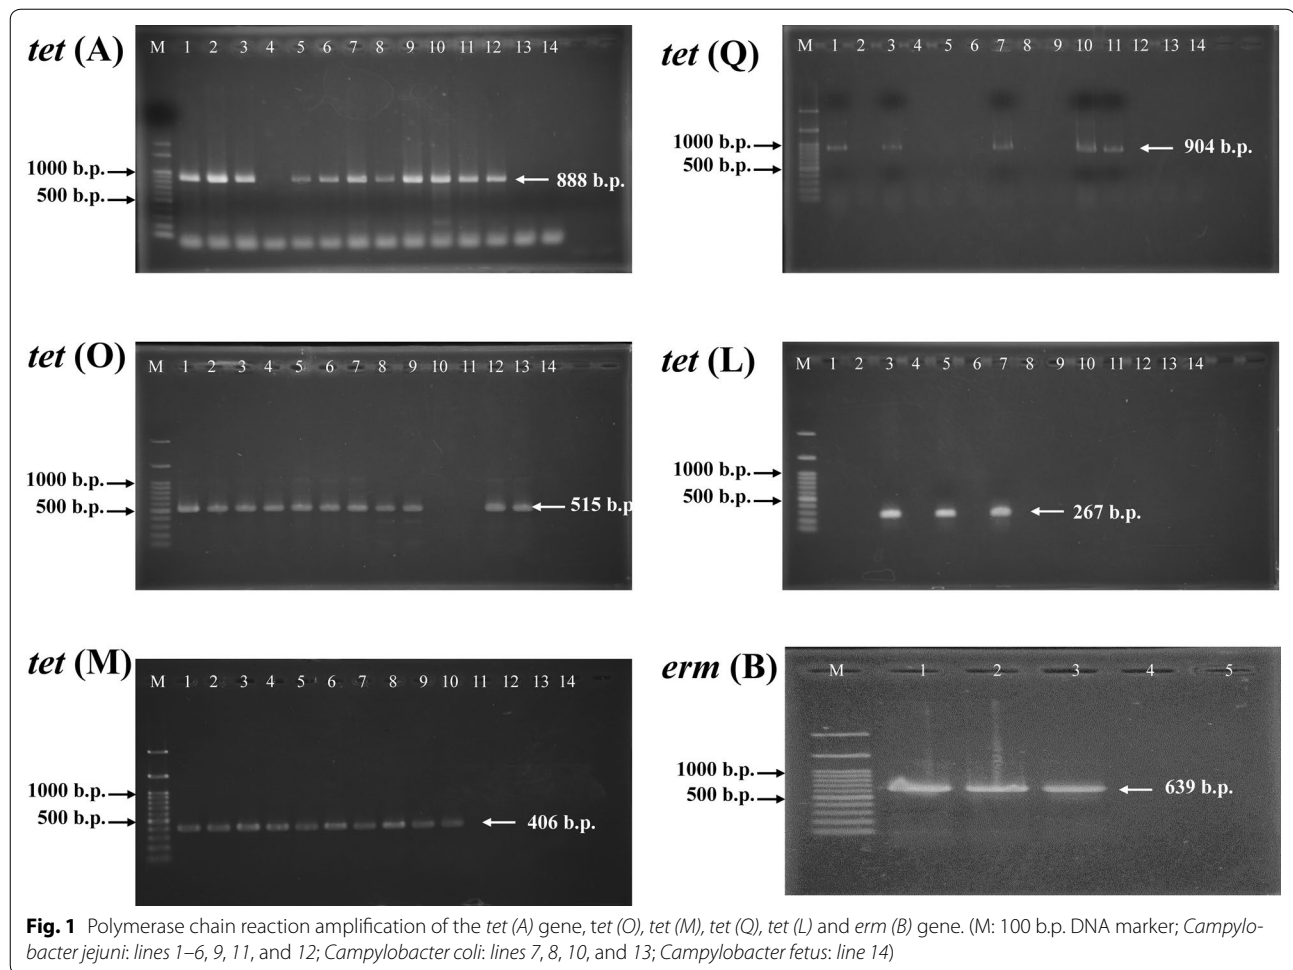 tet (A)
M 1 2 3 4 5 6 7 8 9 10 11 12 13 14
1000 b.p.
500 b.p.
888 b.p.
tet (Q)
M 1 2 3 4 5 6 7 8 9 10 11 12 13 14
1000 b.p.
500 b.p.
904 b.p.
tet (O)
M 1 2 3 4 5 6 7 8 9 10 11 12 13 14
1000 b.p.
500 b.p.
515 b.p
tet (L)
M 1 2 3 4 5 6 7 8 9 10 11 12 13 14
1000 b.p.
500 b.p.
267 b.p.
tet (M)
M 1 2 3 4 5 6 7 8 9 10 11 12 13 14
1000 b.p.
500 b.p.
406 b.p.
erm (B)
M 1 2 3 4 5
1000 b.p.
500 b.p.
639 b.p.
Fig. 1 Polymerase chain reaction amplification of the tet (A) gene, tet (O), tet (M), tet (Q), tet (L) and erm (B) gene. (M: 100 b.p. DNA marker; Campylo-
bacter jejuni: lines 1–6, 9, 11, and 12; Campylobacter coli: lines 7, 8, 10, and 13; Campylobacter fetus: line 14)